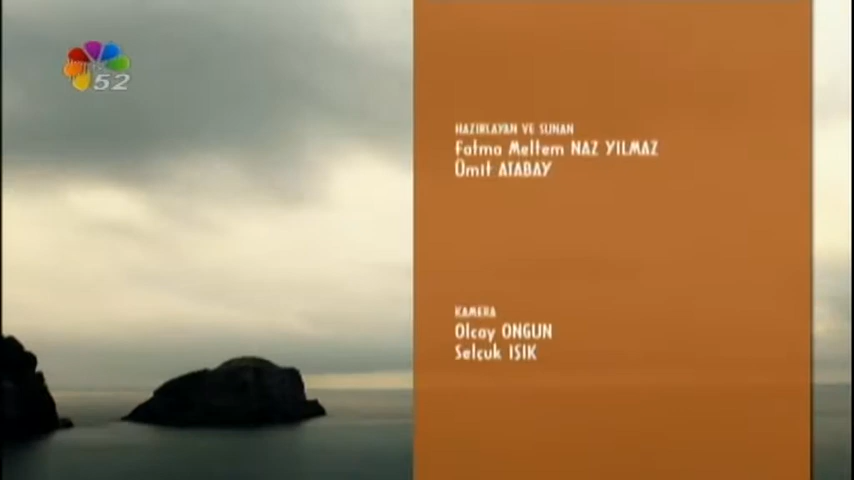 52
HAZIRLAYAN VE SUNAN
Fatma Meltem NAZ YILMAZ
Ümit ATABAY
KAMERA
Olcay ONGUN
Selçuk IŞIK